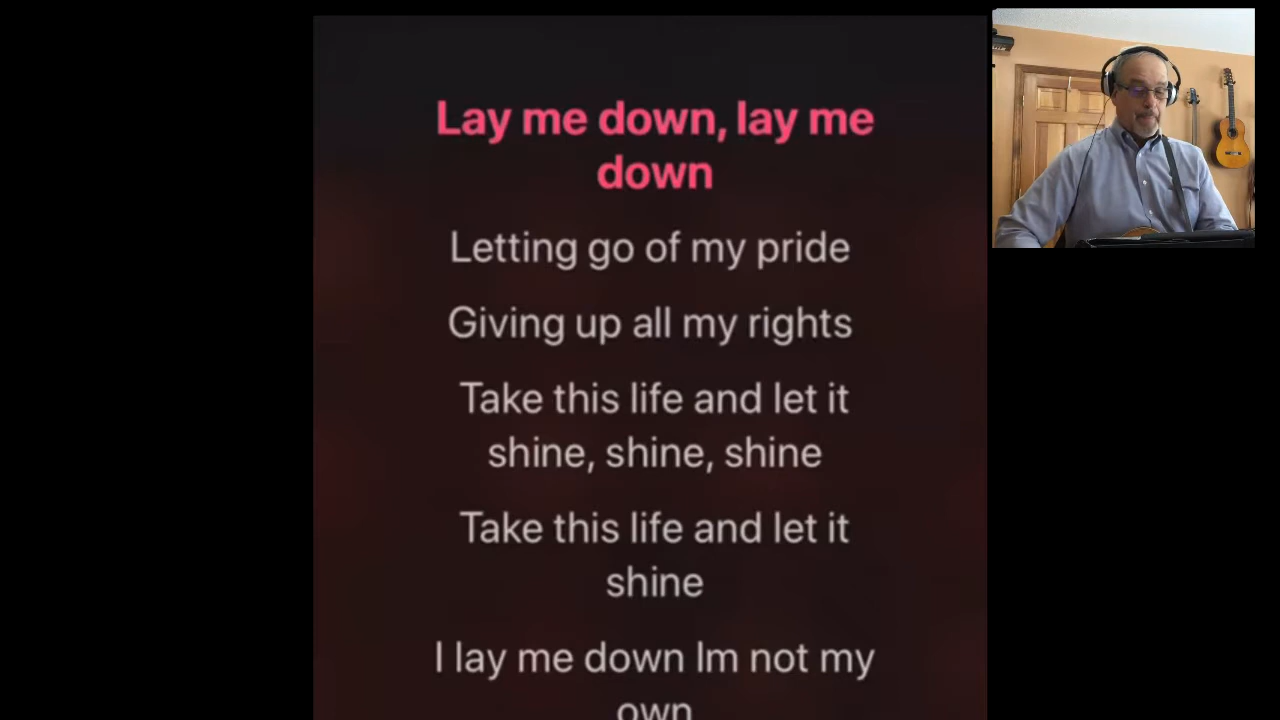 Lay me down, lay me
down
Letting go of my pride
Giving up all my rights
Take this life and let it
shine, shine, shine
Take this life and let it
shine
I lay me down Im not my
own